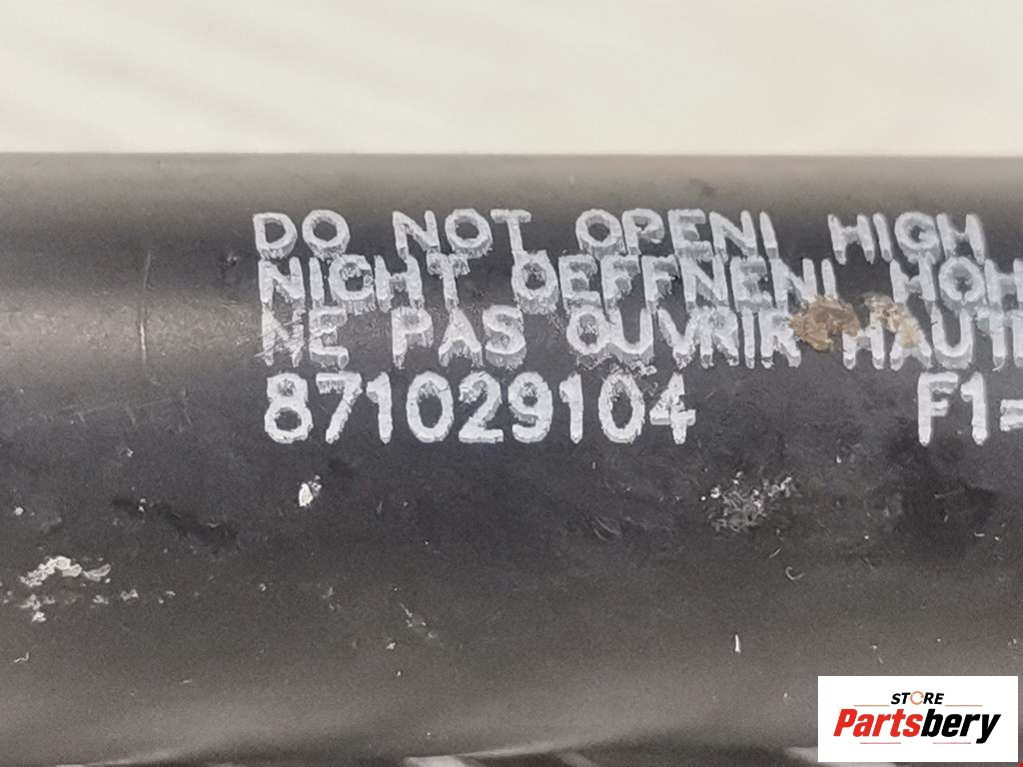 DO NOT OPEN! HIGH
NICHT OEFFNEN! HOH
NE PAS OUVRIR HAUT
871029104 F1=
STORE
Partsbery